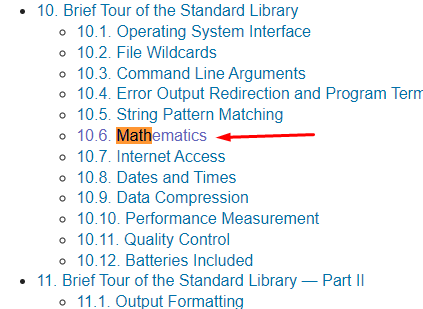 10. Brief Tour of the Standard Library
10.1. Operating System Interface
10.2. File Wildcards
10.3. Command Line Arguments
10.4. Error Output Redirection and Program Term
10.5. String Pattern Matching
10.6. Mathematics
10.7. Internet Access
10.8. Dates and Times
10.9. Data Compression
10.10. Performance Measurement
10.11. Quality Control
10.12. Batteries Included
11. Brief Tour of the Standard Library — Part II
11.1. Output Formatting